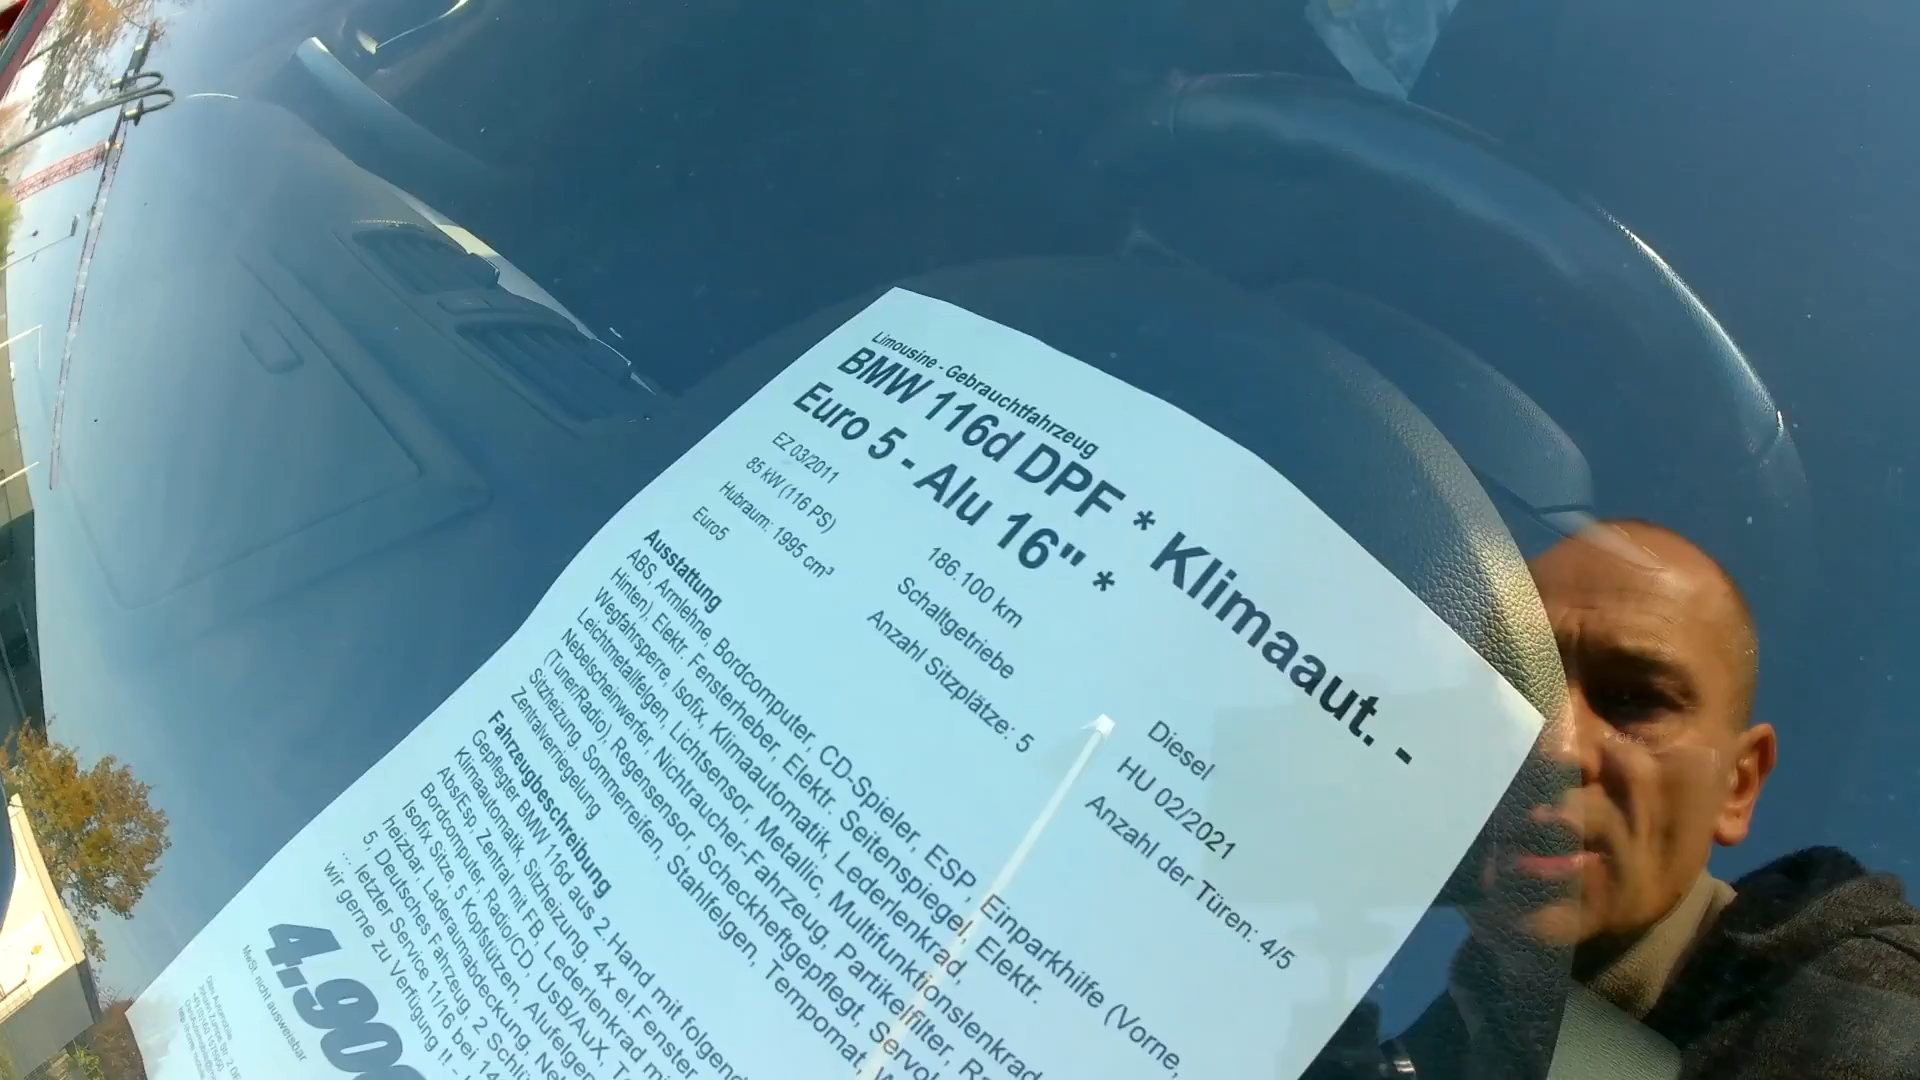 Limousine - Gebrauchtfahrzeug
BMW 116d DPF * Klimaaut. -
Euro 5 - Alu 16" *
EZ 03/2011
186.100 km
Diesel
85 kW (116 PS)
Schaltgetriebe
HU 02/2021
Hubraum: 1995 cm³
Anzahl Sitzplätze: 5
Anzahl der Türen: 4/5
Euro5
Ausstattung
ABS, Armlehne, Bordcomputer, CD-Spieler, ESP, Einparkhilfe (Vorne,
Hinten), Elektr. Fensterheber, Elektr. Seitenspiegel, Elektr.
Wegfahrsperre, Isofix, Klimaautomatik, Lederlenkrad,
Leichtmetallfelgen, Lichtsensor, Metallic, Multifunktionslenkrad
Nebelscheinwerfer, Nichtraucher-Fahrzeug, Partikelfilter,
(Tuner/Radio), Regensensor, Scheckheftgepflegt,
Sitzheizung, Sommerreifen, Stahlfelgen, Tempomat,
Zentralverriegelung
Fahrzeugbeschreibung
Gepflegter BMW 116d aus 2.Hand mit
Klimaautomatik, Sitzheizung, 4x el.Fenster
Abs/Esp, Zentral mit FB, Lederlenkrad
Bordcomputer, Radio/CD, UsB/AuX,
Isofix Sitze, 5 Kopfstützen, Alufelgen
heizbar, Laderaumabdeckung,
5, Deutsches Fahrzeug, 2
... letzter Service 11/16 bei
wir gerne zu Verfügung !! -
4.90
MwSt. nicht ausweisbar